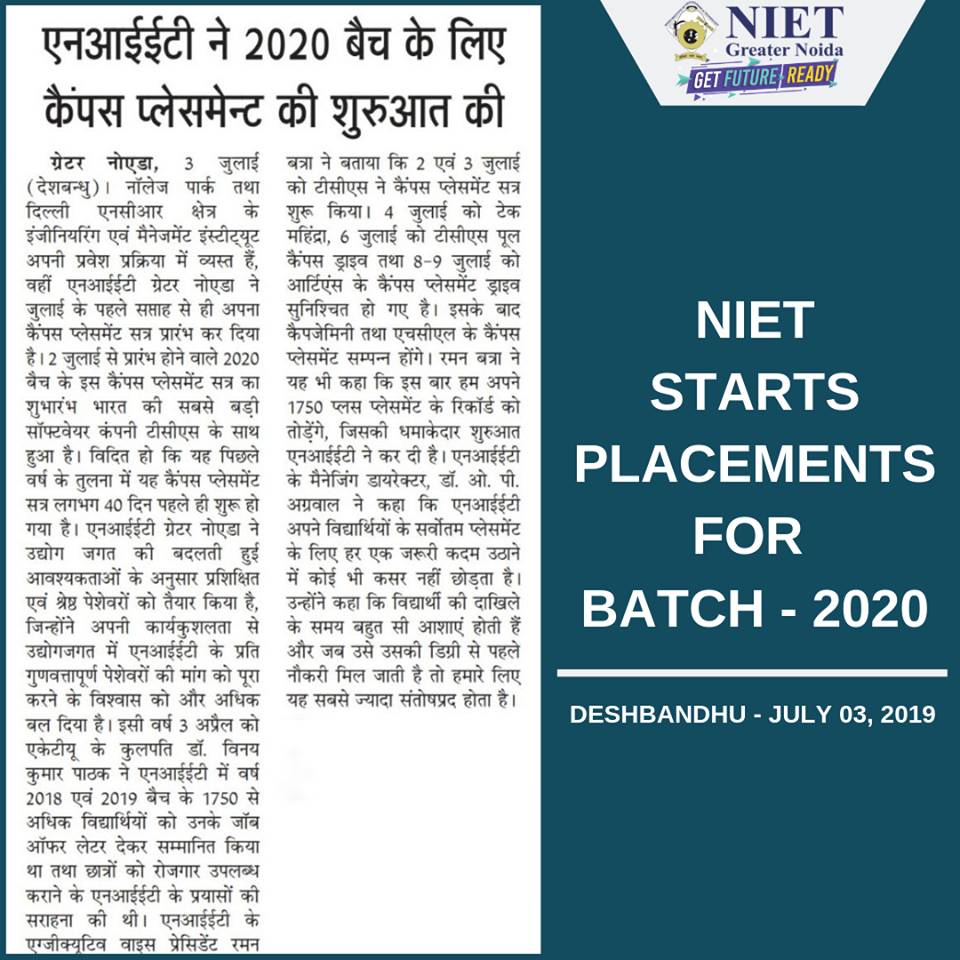 एनआईईटी ने 2020 बैच के लिए
कैंपस प्लेसमेन्ट की शुरुआत की
ग्रेटर नोएडा, 3 जुलाई
(देशबन्धु)। नॉलेज पार्क तथा
दिल्ली एनसीआर क्षेत्र के
इंजीनियरिंग एवं मैनेजमेंट इंस्टीट्यूट
अपनी प्रवेश प्रक्रिया में व्यस्त हैं,
वहीं एनआईईटी ग्रेटर नोएडा ने
जुलाई के पहले सप्ताह से ही अपना
कैंपस प्लेसमेंट सत्र प्रारंभ कर दिया
है। 2 जुलाई से प्रारंभ होने वाले 2020
बैच के इस कैंपस प्लेसमेंट सत्र का
शुभारंभ भारत की सबसे बड़ी
सॉफ्टवेयर कंपनी टीसीएस के साथ
हुआ है। विदित हो कि यह पिछले
वर्ष के तुलना में यह कैंपस प्लेसमेंट
सत्र लगभग 40 दिन पहले ही शुरू हो
गया है। एनआईईटी ग्रेटर नोएडा ने
उद्योग जगत की बदलती हुई
आवश्यकताओं के अनुसार प्रशिक्षित
एवं श्रेष्ठ पेशेवरों को तैयार किया है,
जिन्होंने अपनी कार्यकुशलता से
उद्योगजगत में एनआईईटी के प्रति
गुणवत्तापूर्ण पेशेवरों की मांग को पूरा
करने के विश्वास को और अधिक
बल दिया है। इसी वर्ष 3 अप्रैल को
एकेटीयू के कुलपति डॉ. विनय
कुमार पाठक ने एनआईईटी में वर्ष
2018 एवं 2019 बैच के 1750 से
अधिक विद्यार्थियों को उनके जॉब
ऑफर लेटर देकर सम्मानित किया
था तथा छात्रों को रोजगार उपलब्ध
कराने के एनआईईटी के प्रयासों की
सराहना की थी। एनआईईटी के
एग्जीक्यूटिव वाइस प्रेसिडेंट रमन
बत्रा ने बताया कि 2 एवं 3 जुलाई
को टीसीएस ने कैंपस प्लेसमेंट सत्र
शुरू किया। 4 जुलाई को टेक
महिंद्रा, 6 जुलाई को टीसीएस पूल
कैंपस ड्राइव तथा 8-9 जुलाई को
आर्टिएंस के कैंपस प्लेसमेंट ड्राइव
सुनिश्चित हो गए है। इसके बाद
कैपजेमिनी तथा एचसीएल के कैंपस
प्लेसमेंट सम्पन्न होंगे। रमन बत्रा ने
यह भी कहा कि इस बार हम अपने
1750 प्लस प्लेसमेंट के रिकॉर्ड को
तोड़ेंगे, जिसकी धमाकेदार शुरुआत
एनआईईटी ने कर दी है। एनआईईटी
के मैनेजिंग डायरेक्टर, डॉ. ओ. पी.
अग्रवाल ने कहा कि एनआईईटी
अपने विद्यार्थियों के सर्वोतम प्लेसमेंट
के लिए हर एक जरूरी कदम उठाने
में कोई भी कसर नहीं छोड़ता है।
उन्होंने कहा कि विद्यार्थी की दाखिले
के समय बहुत सी आशाएं होती हैं
और जब उसे उसकी डिग्री से पहले
नौकरी मिल जाती है तो हमारे लिए
यह सबसे ज्यादा संतोषप्रद होता है।
NIET
Greater Noida
GET FUTURE READY
NIET
STARTS
PLACEMENTS
FOR
BATCH - 2020
DESHBANDHU - JULY 03, 2019